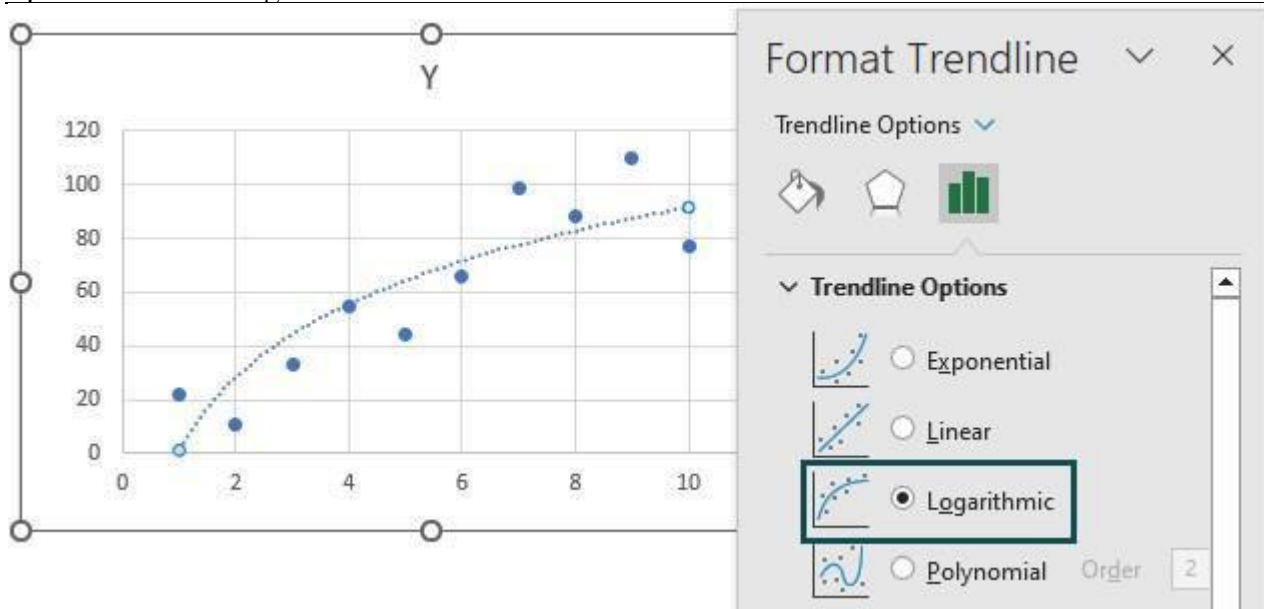 Y
120
100
80
60
40
20
0
0 2 4 6 8 10
Format Trendline
Trendline Options
Trendline Options
Exponential
Linear
Logarithmic
Polynomial Order 2